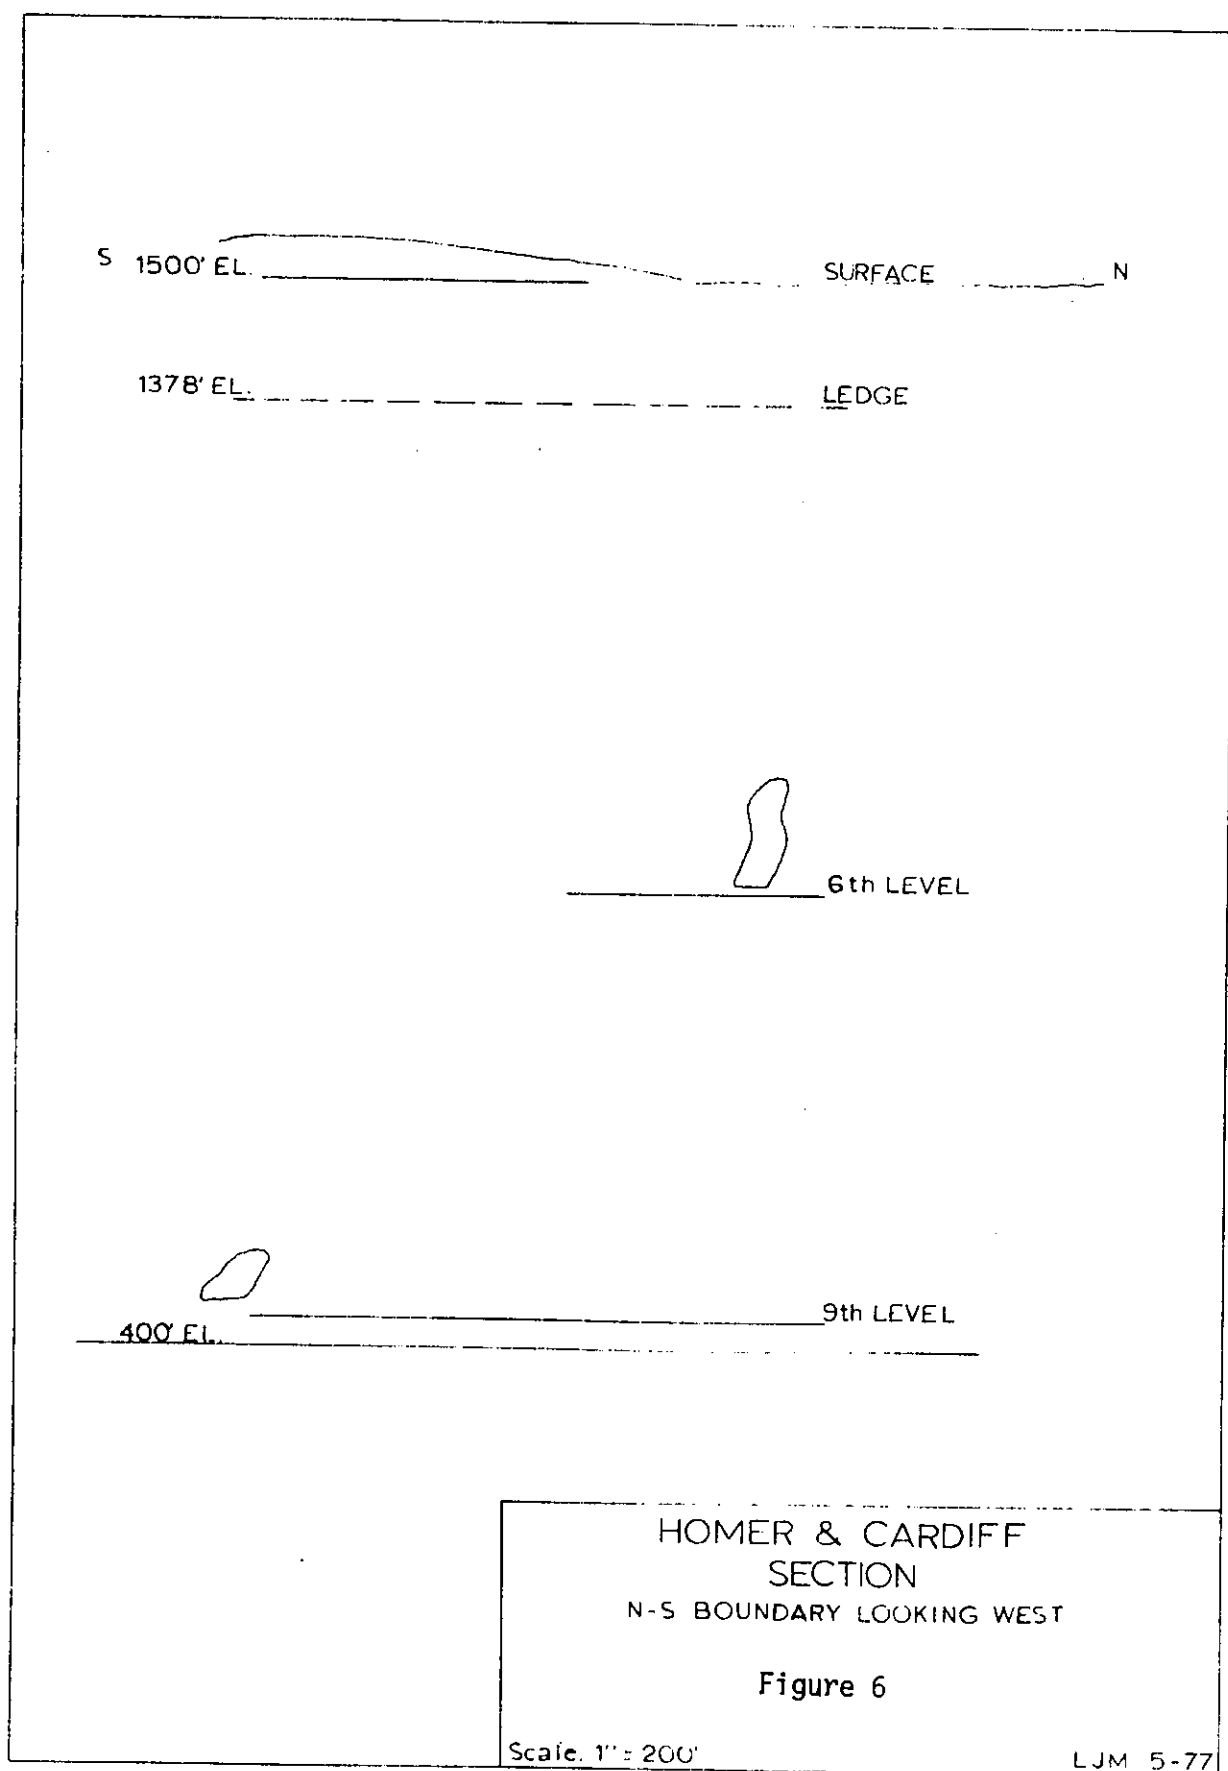 S 1500' EL. SURFACE N
1378' EL. LEDGE
6th LEVEL
9th LEVEL
400' EL.
HOMER & CARDIFF
SECTION
N-S BOUNDARY LOOKING WEST
Figure 6
Scale. 1" = 200' LJM 5-77